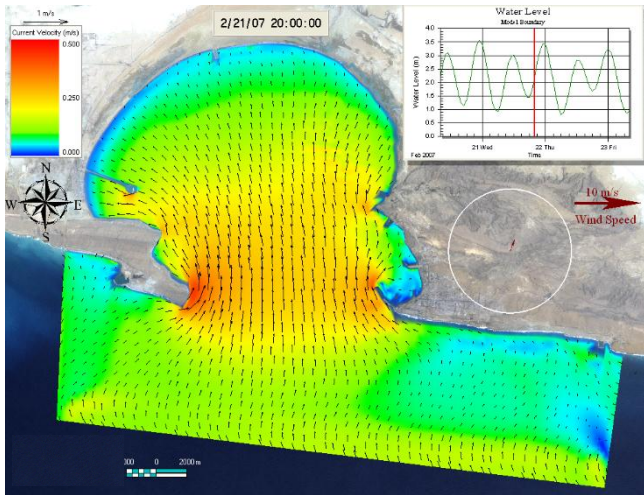 1 m/s
Current Velocity (m/s)
0.500
0.250
0.000
2/21/07 20:00:00
Water Level
Model Boundary
Water Level (m)
4.0
3.5
3.0
2.5
2.0
1.5
1.0
0.5
0.0
21 Wed
22 Thu
23 Fri
Feb 2007
Time
N
W
E
S
10 m/s
Wind Speed
0
2000 m